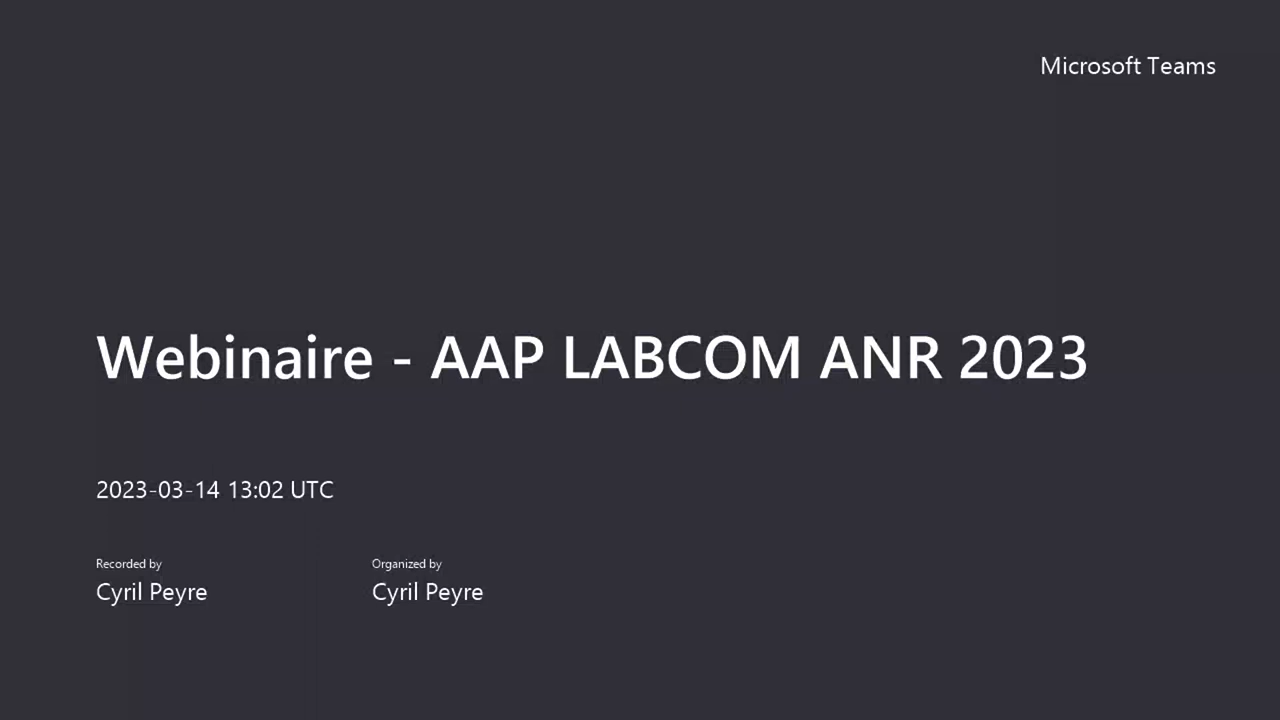 Microsoft Teams
Webinaire - AAP LABCOM ANR 2023
2023-03-14 13:02 UTC
Recorded by
Cyril Peyre
Organized by
Cyril Peyre